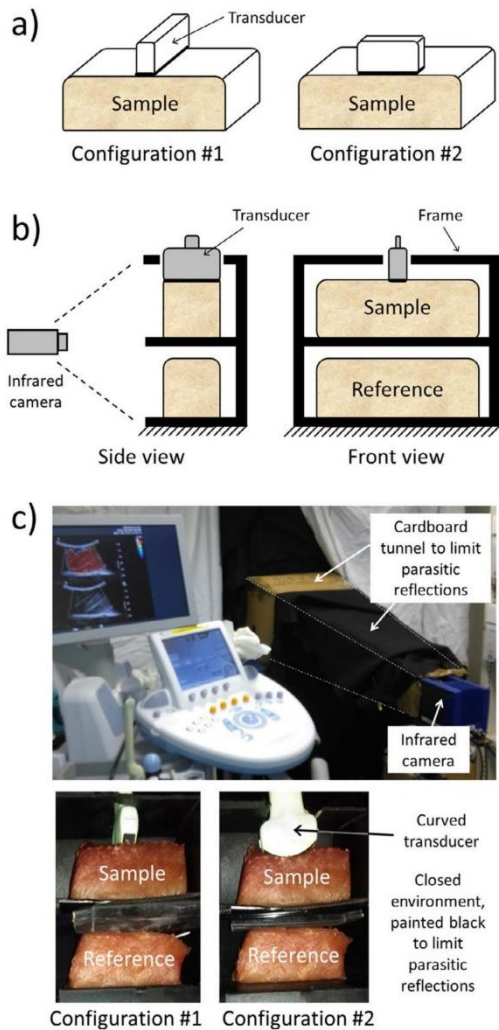 a)
Transducer
Sample
Sample
Configuration #1
Configuration #2
b)
Transducer
Frame
Infrared
camera
Sample
Reference
Side view
Front view
c)
Cardboard
tunnel to limit
parasitic
reflections
Infrared
camera
Sample
Reference
Sample
Reference
Curved
transducer
Closed
environment,
painted black
to limit
parasitic
reflections
Configuration #1
Configuration #2